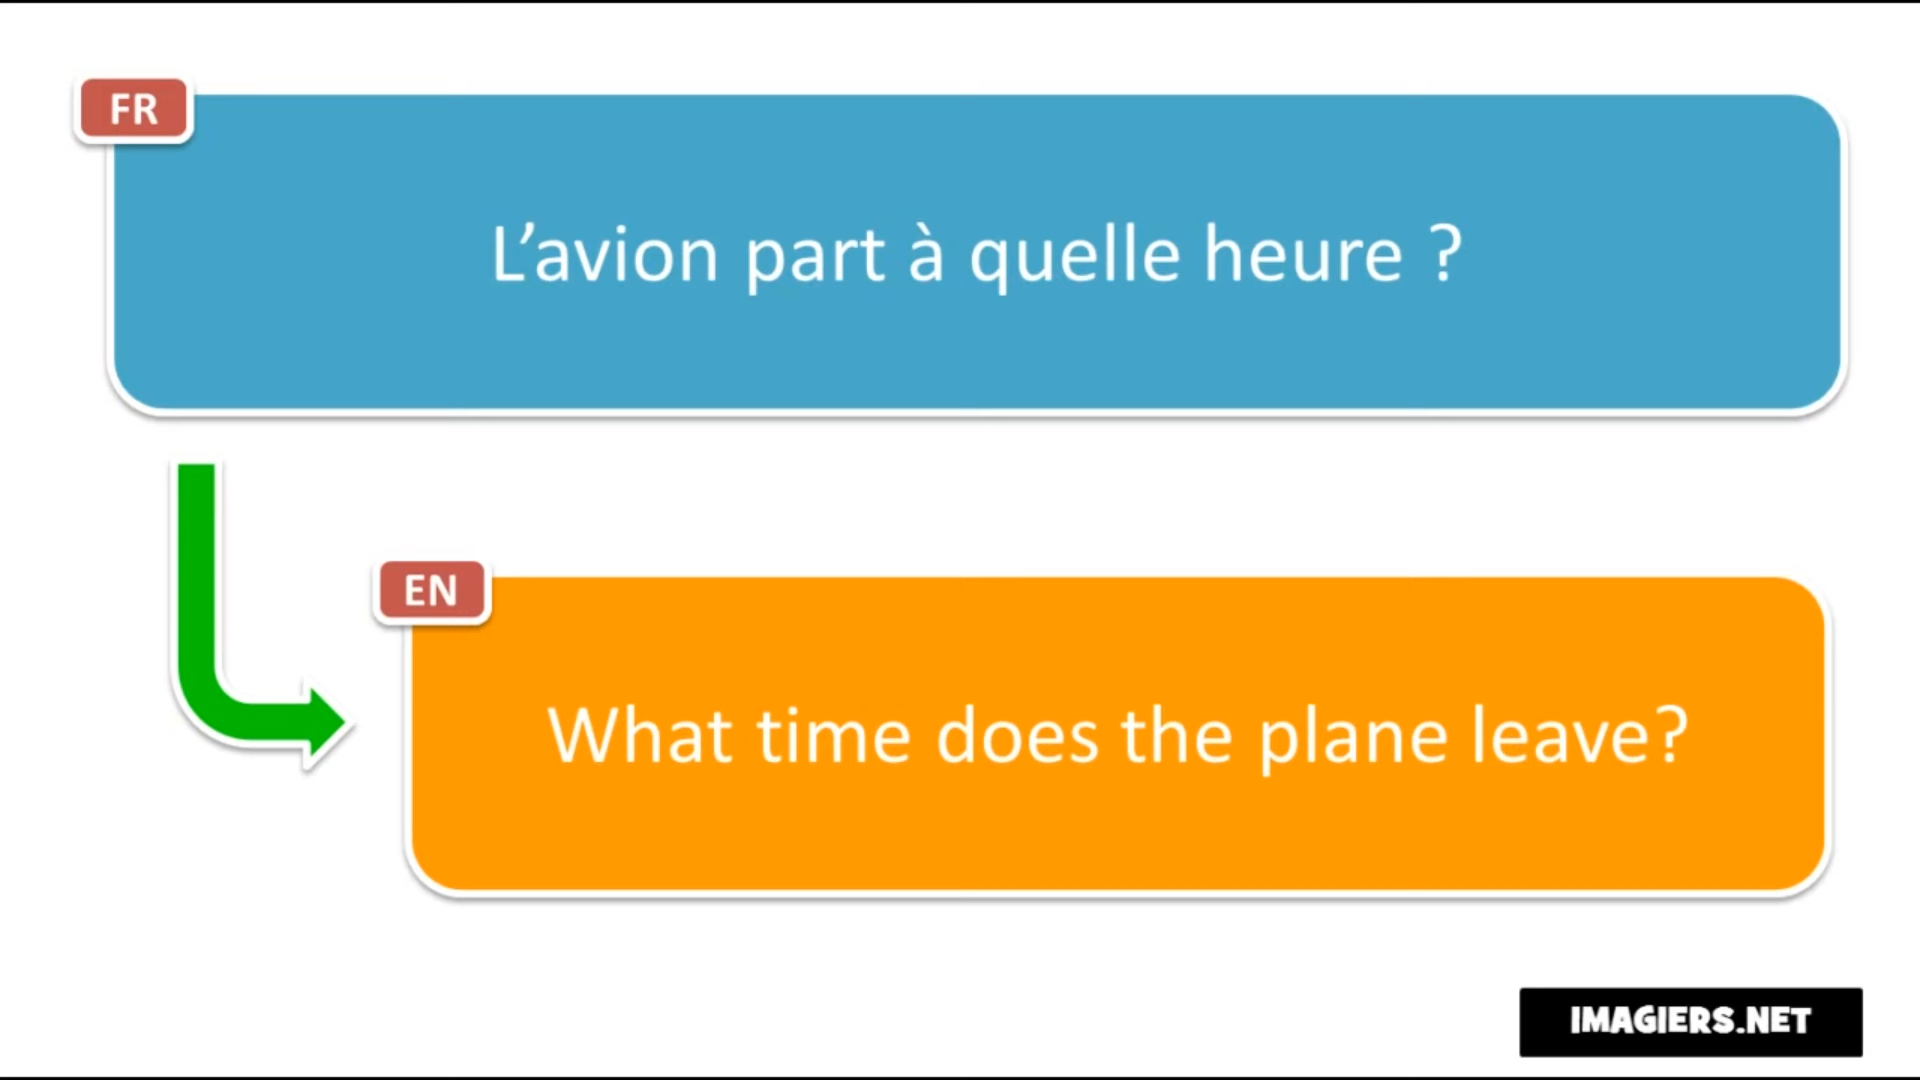 FR
L’avion part à quelle heure ?
EN
What time does the plane leave?
IMAGIERS.NET